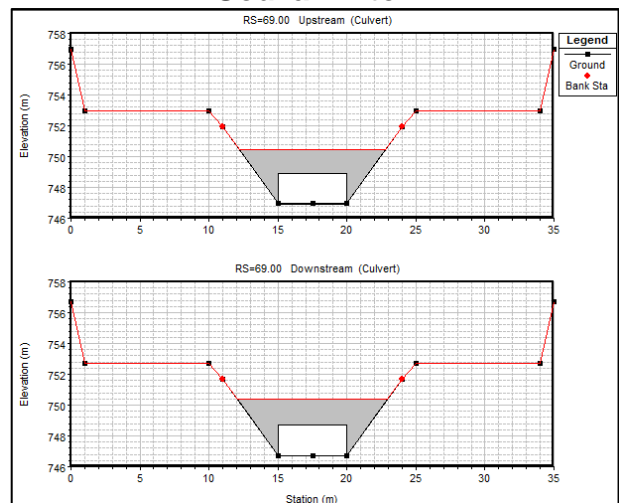 RS=69.00 Upstream (Culvert)
Legend
Ground
Bank Sta
Elevation (m)
758
756
754
752
750
748
746
0 5 10 15 20 25 30 35
RS=69.00 Downstream (Culvert)
Elevation (m)
758
756
754
752
750
748
746
0 5 10 15 20 25 30 35
Station (m)